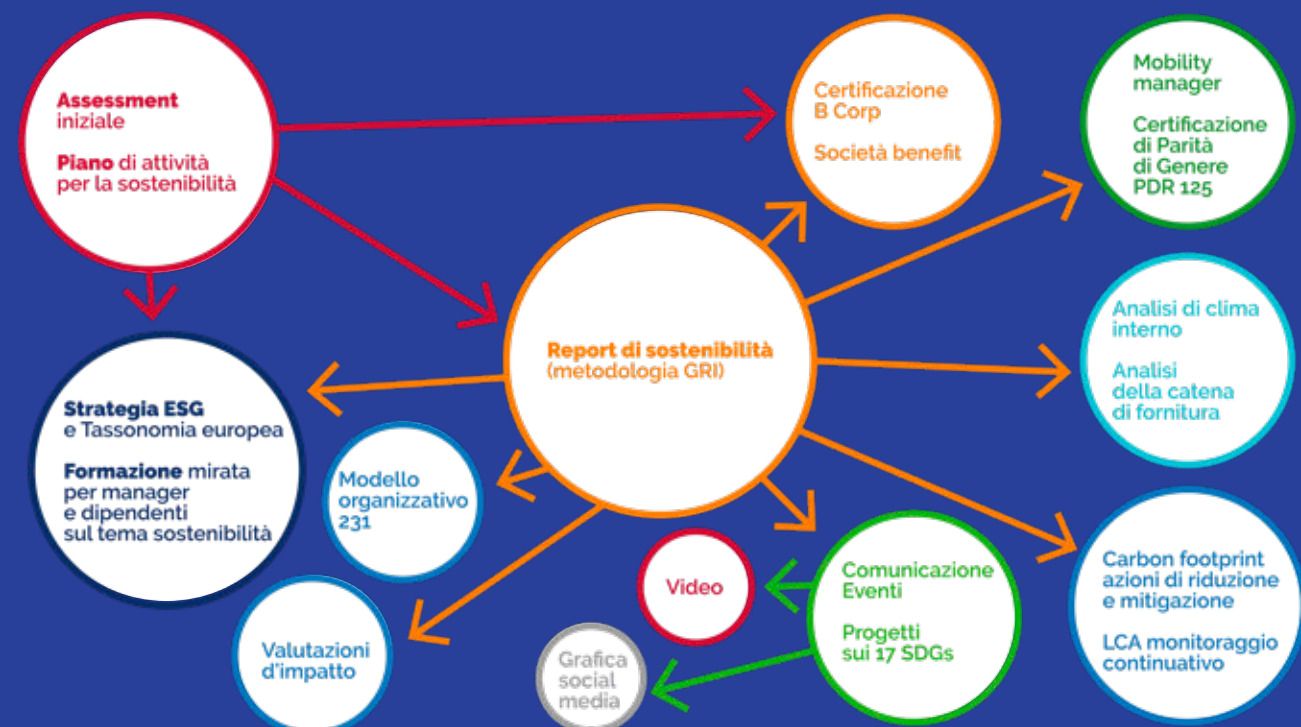 Assessment
iniziale
Piano di attività
per la sostenibilità
Certificazione
B Corp
Società benefit
Mobility
manager
Certificazione
di Parità
di Genere
PDR 125
Report di sostenibilità
(metodologia GRI)
Analisi di clima
interno
Analisi
della catena
di fornitura
Strategia ESG
e Tassonomia europea
Formazione mirata
per manager
e dipendenti
sul tema sostenibilità
Modello
organizzativo
231
Valutazioni
d'impatto
Video
Grafica
social
media
Comunicazione
Eventi
Progetti
sui 17 SDGs
Carbon footprint
azioni di riduzione
e mitigazione
LCA monitoraggio
continuativo